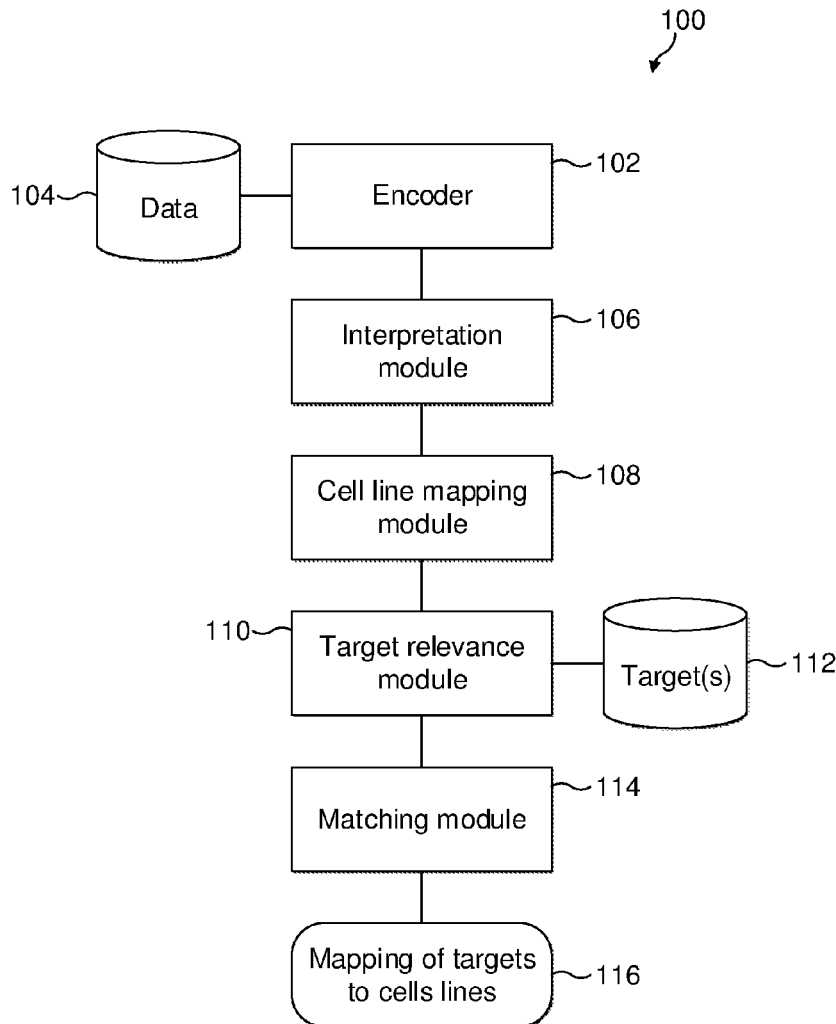 100
104
Data
Encoder
102
Interpretation
module
106
Cell line mapping
module
108
110
Target relevance
module
Target(s)
112
Matching module
114
Mapping of targets
to cells lines
116